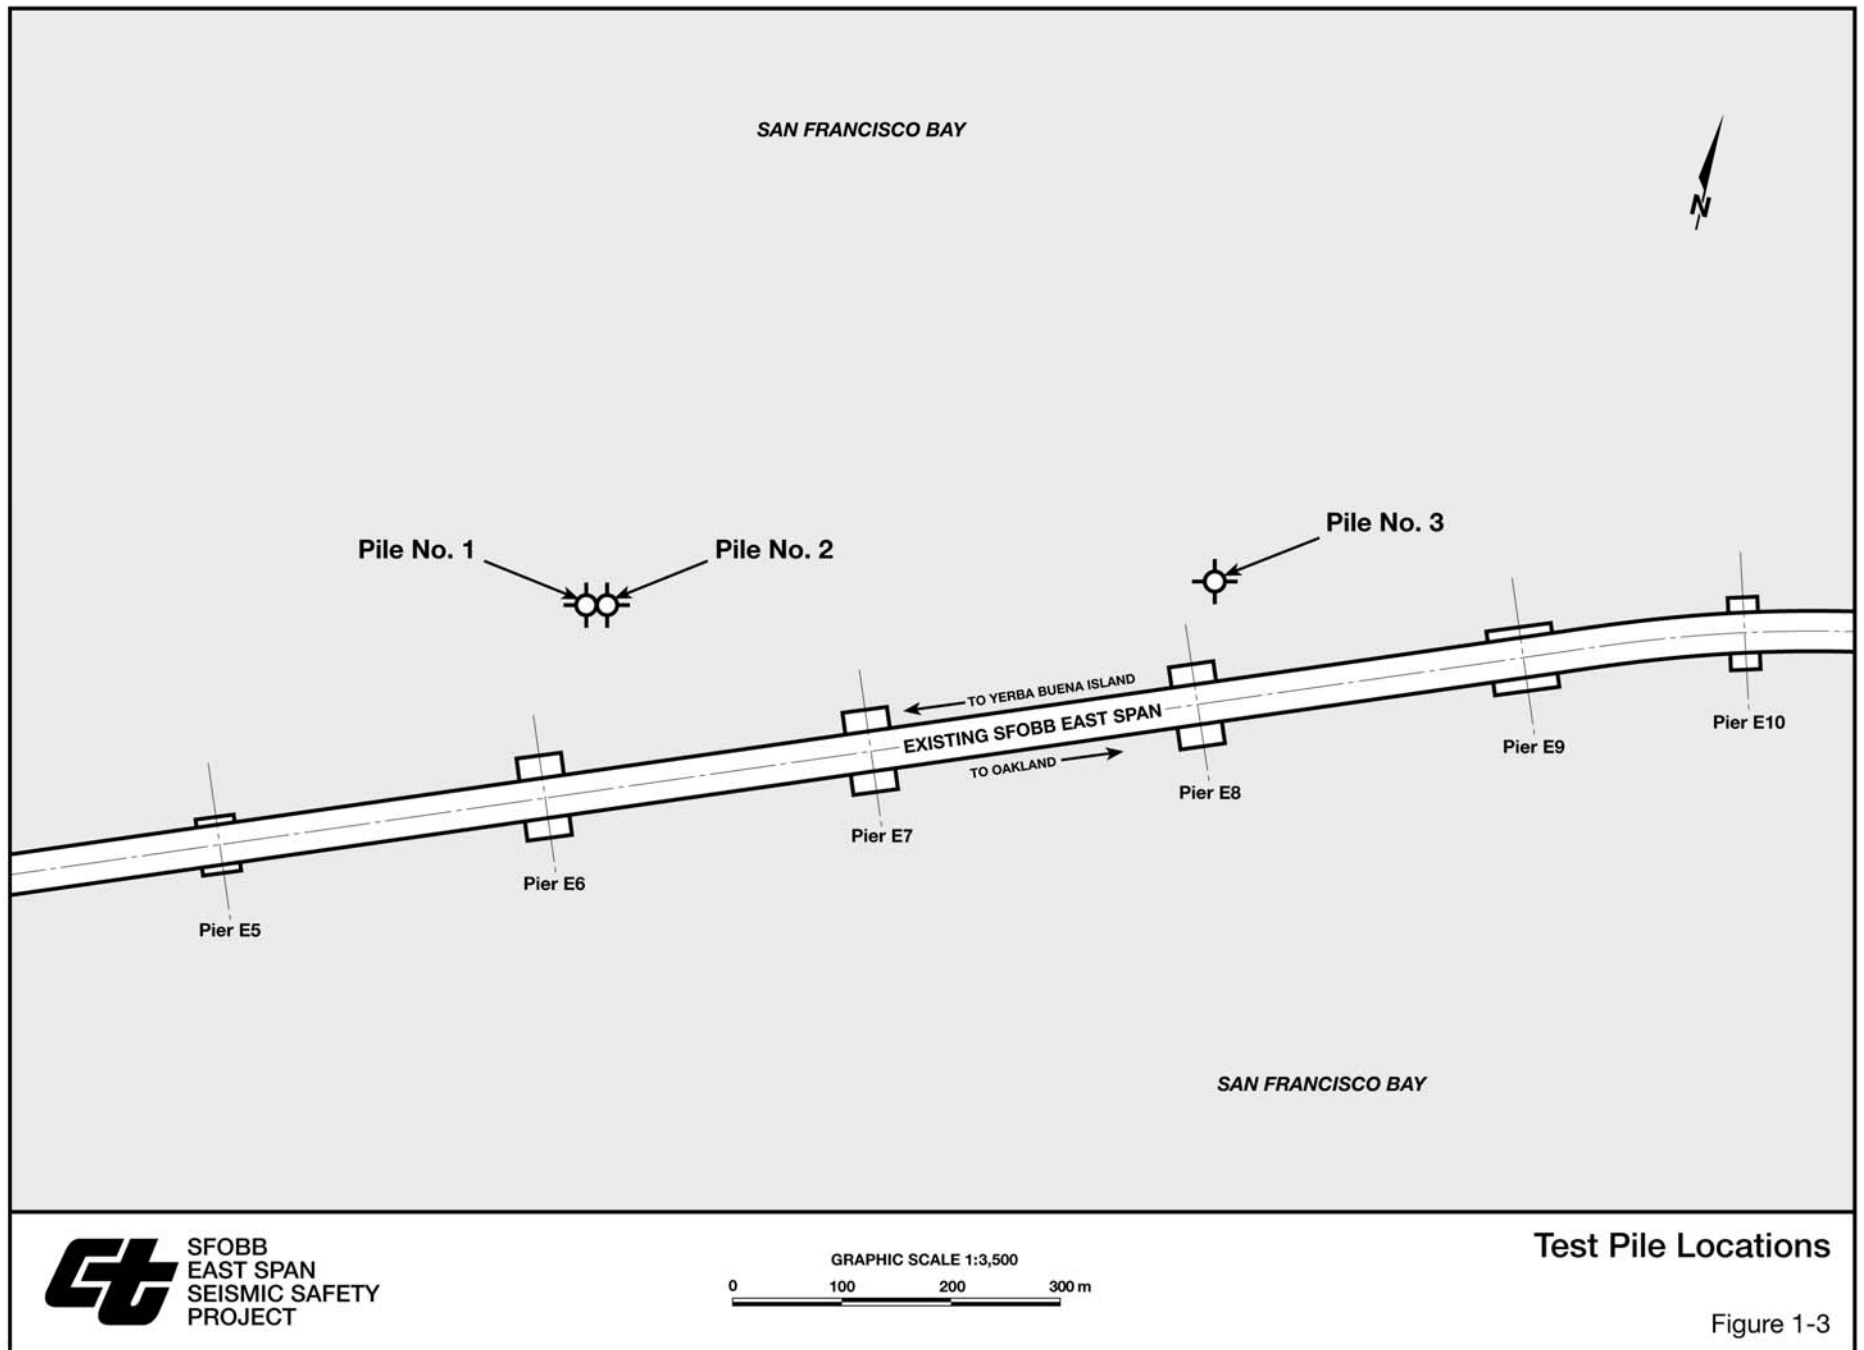 SAN FRANCISCO BAY
N
Pile No. 3
Pile No. 1
Pile No. 2
TO YERBA BUENA ISLAND
EXISTING SFOBB EAST SPAN
TO OAKLAND
Pier E10
Pier E9
Pier E8
Pier E7
Pier E6
Pier E5
SAN FRANCISCO BAY
ct
SFOBB
EAST SPAN
SEISMIC SAFETY
PROJECT
GRAPHIC SCALE 1:3,500
0 100 200 300 m
Test Pile Locations
Figure 1-3